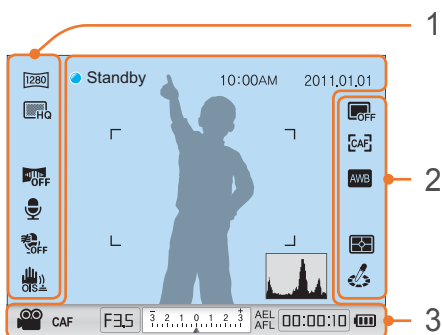 1
1280 Standby 10:00AM 2011.01.01
HQ OFF
CAF
OFF AWB 2
OFF
OIS
CAF F3.5 3 2 1 0 1 2 3 AEL AFL 00:00:10 3